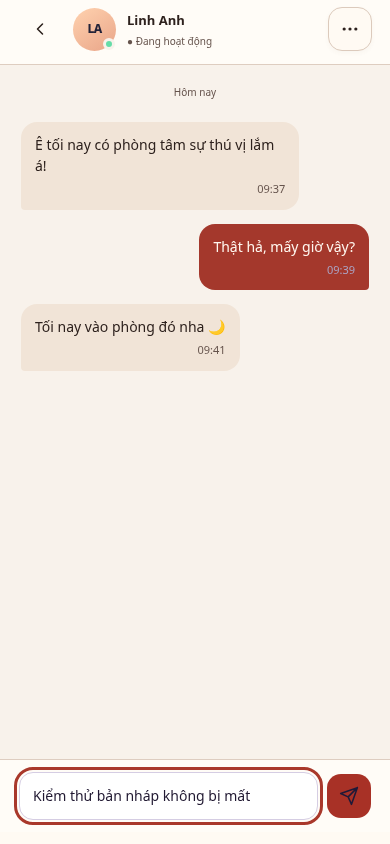 LA
Linh Anh
● Đang hoạt động
Hôm nay
Ê tối nay có phòng tâm sự thú vị lắm
á!
09:37
Thật hả, mấy giờ vậy?
09:39
Tối nay vào phòng đó nha 🌙
09:41
Kiểm thử bản nháp không bị mất